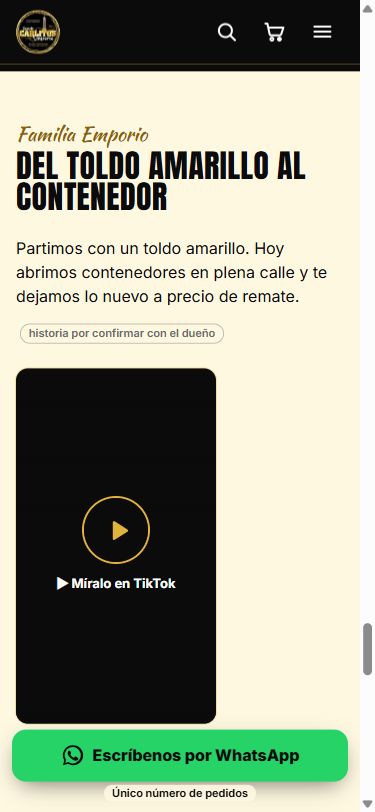 CARLITOS
Familia Emporio
DEL TOLDO AMARILLO AL
CONTENEDOR
Partimos con un toldo amarillo. Hoy
abrimos contenedores en plena calle y te
dejamos lo nuevo a precio de remate.
historia por confirmar con el dueño
▶ Míralo en TikTok
Escríbenos por WhatsApp
Único número de pedidos